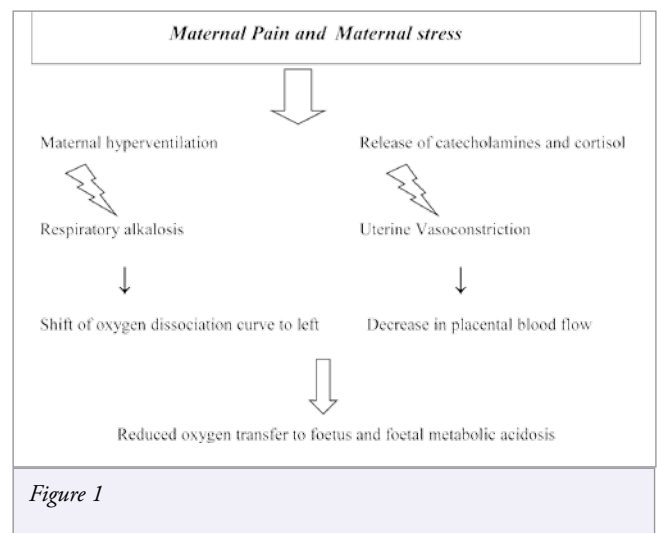 Maternal Pain and Maternal stress
Maternal hyperventilation
Release of catecholamines and cortisol
Respiratory alkalosis
Uterine Vasoconstriction
Shift of oxygen dissociation curve to left
Decrease in placental blood flow
Reduced oxygen transfer to foetus and foetal metabolic acidosis
Figure 1